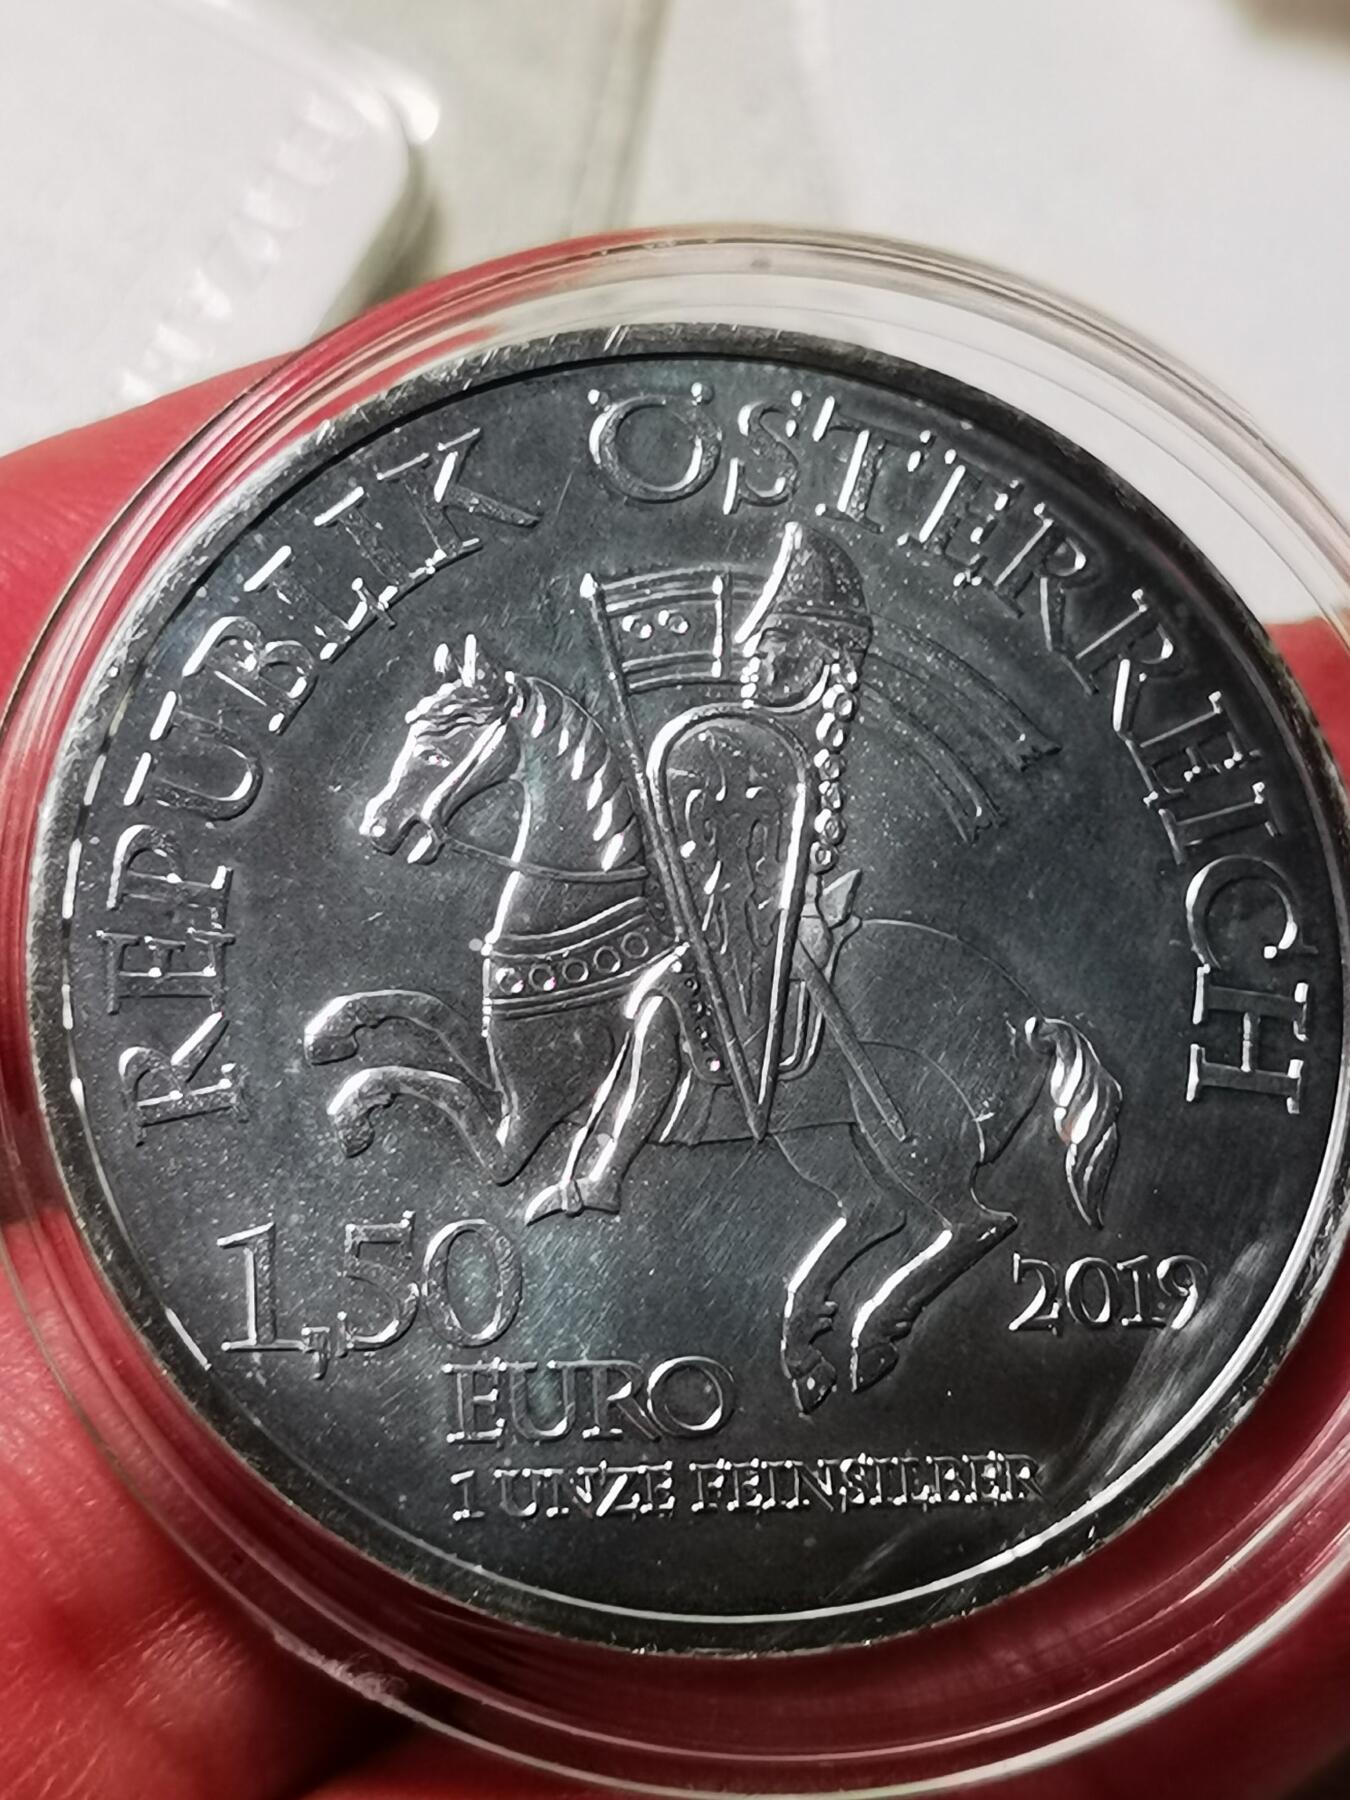 REPUBLIK ÖSTERREICH
1,50
EURO
2019
1 UNZE FEINSILBER